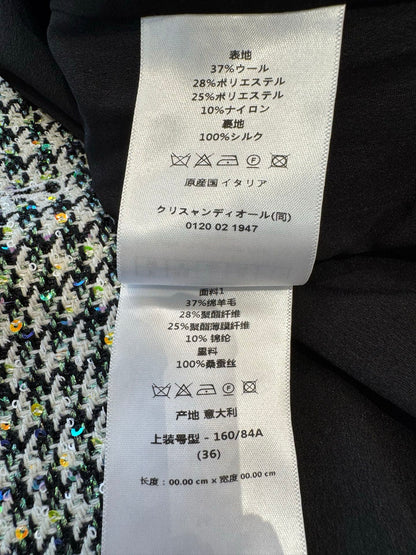 表地
37%ウール
28%ポリエステル
25%ポリエステル
10%ナイロン
裏地
100%シルク
原産国 イタリア
クリスャンディオール(同)
0120 02 1947
面料1
37%绵羊毛
28%聚酯纤维
25%聚酯薄膜纤维
10% 锦纶
里料
100%桑蚕丝
产地 意大利
上装号型 - 160/84A
(36)
长度：00.00 cm x 宽度 00.00 cm